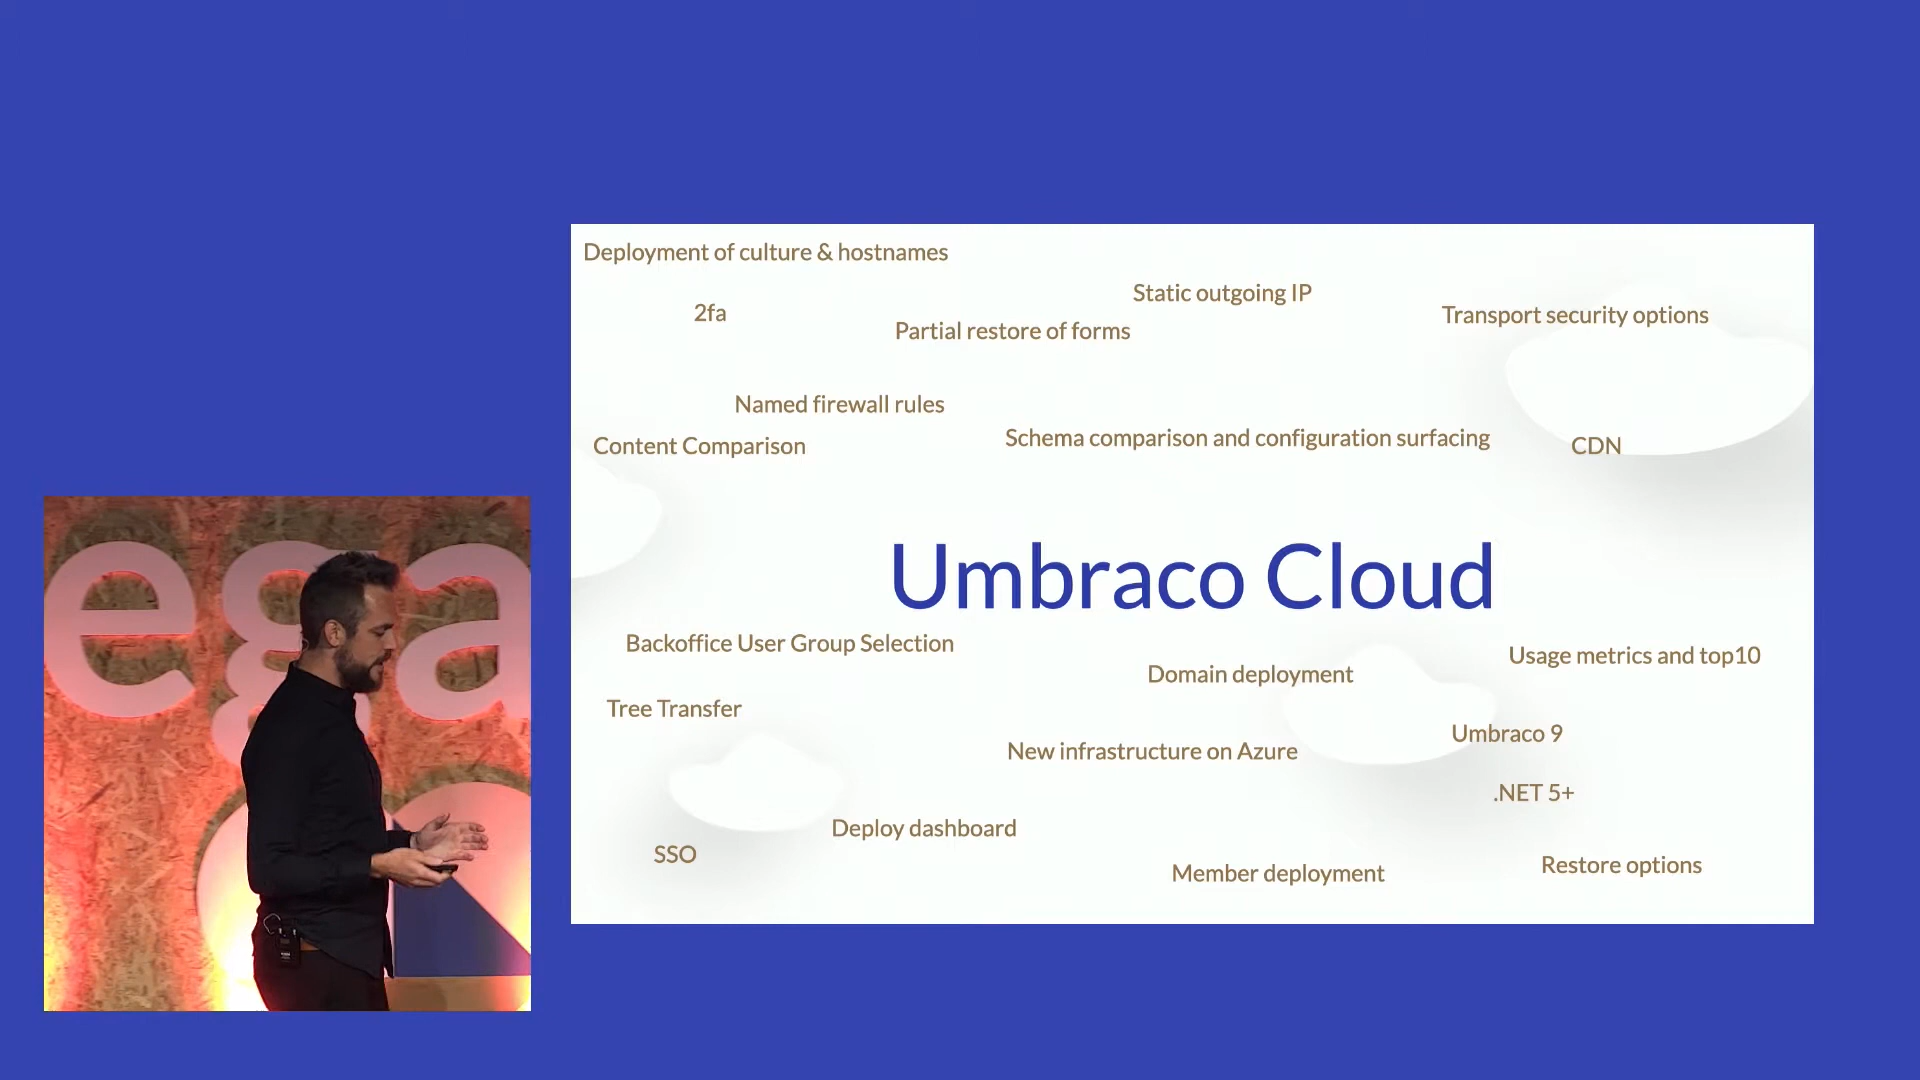 Deployment of culture & hostnames
Static outgoing IP
2fa
Transport security options
Partial restore of forms
Named firewall rules
Schema comparison and configuration surfacing
Content Comparison
CDN
Umbraco Cloud
Backoffice User Group Selection
Usage metrics and top10
Domain deployment
Tree Transfer
Umbraco 9
New infrastructure on Azure
.NET 5+
Deploy dashboard
SSO
Restore options
Member deployment
ega